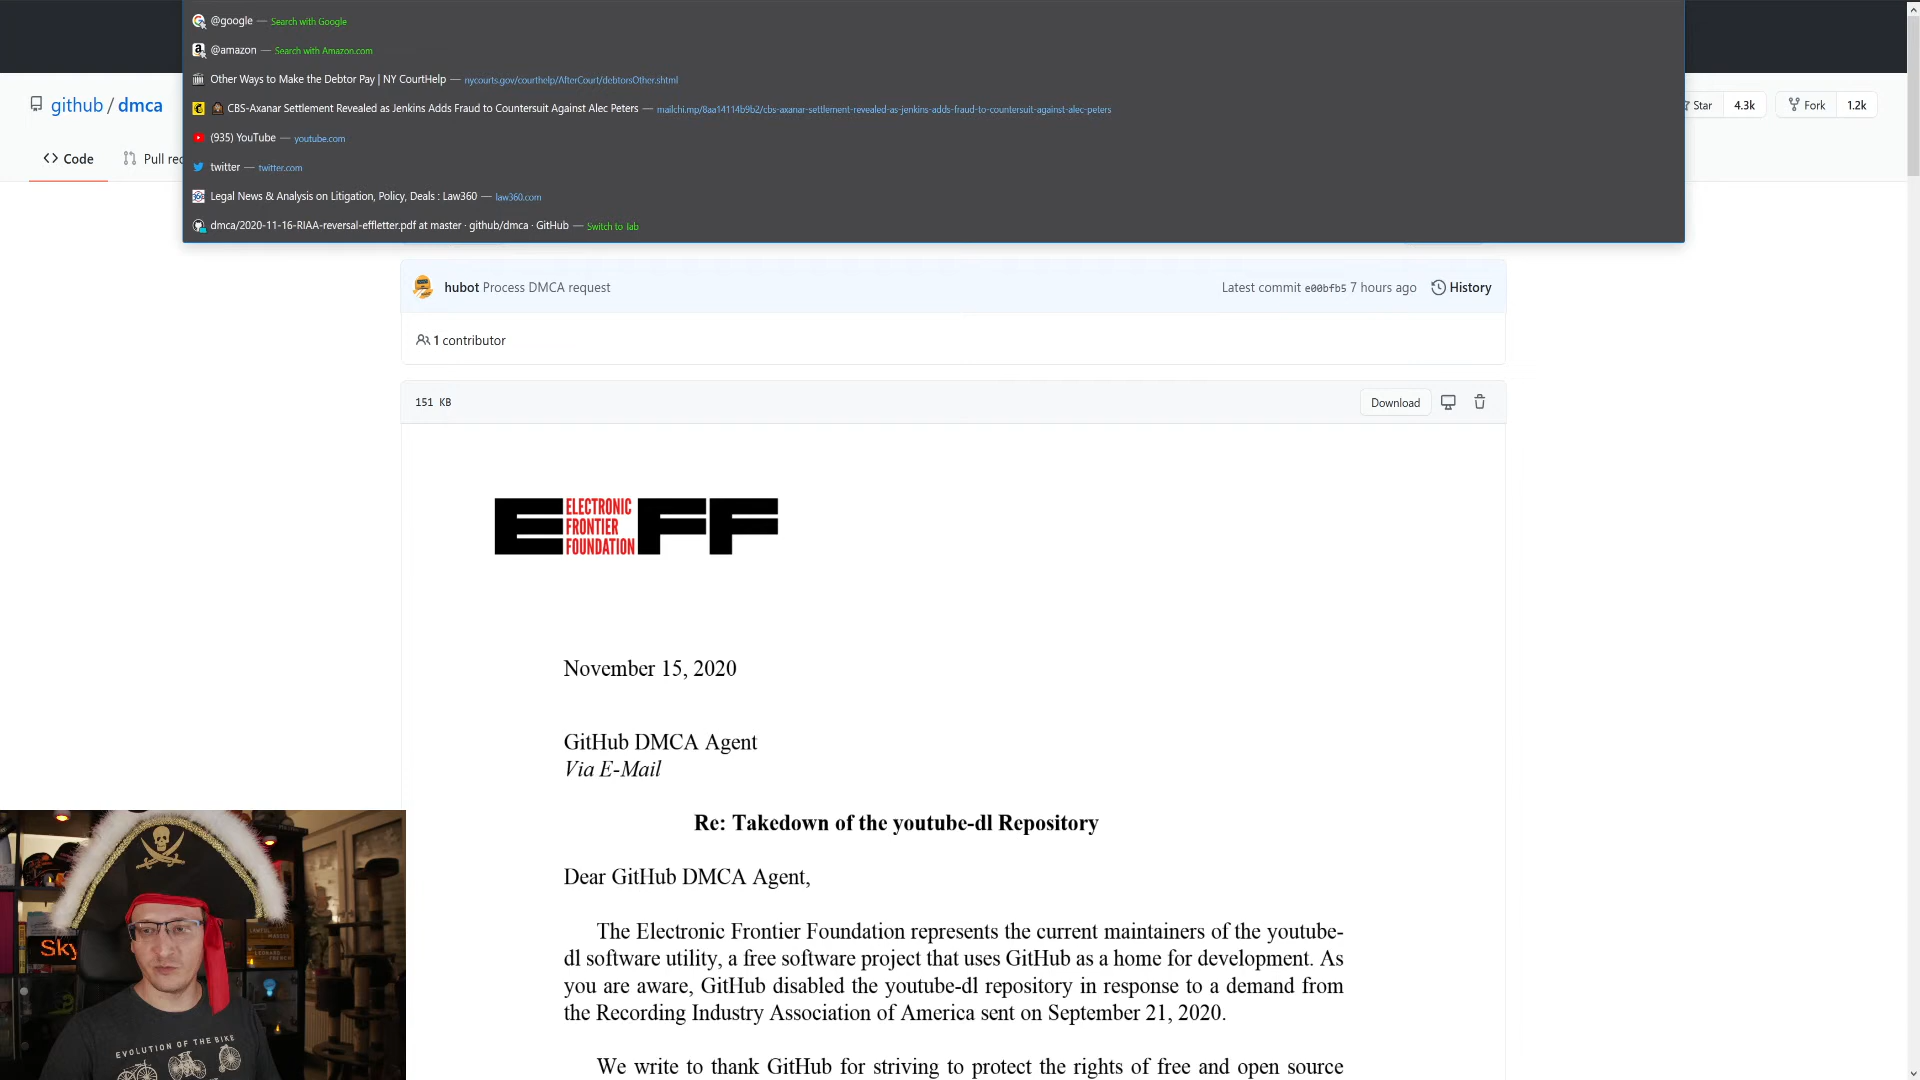 @google — Search with Google
@amazon — Search with Amazon.com
Other Ways to Make the Debtor Pay | NY CourtHelp — nycourts.gov/courthelp/AfterCourt/debtorsOther.shtml
CBS-Axanar Settlement Revealed as Jenkins Adds Fraud to Countersuit Against Alec Peters — mailchi.mp/8aa14114b9b2/cbs-axanar-settlement-revealed-as-jenkins-adds-fraud-to-countersuit-against-alec-peters
(935) YouTube — youtube.com
twitter — twitter.com
Legal News & Analysis on Litigation, Policy, Deals : Law360 — law360.com
dmca/2020-11-16-RIAA-reversal-effletter.pdf at master · github/dmca · GitHub — Switch to Tab
github / dmca
Star 4.3k Fork 1.2k
Code Pull req
hubot Process DMCA request Latest commit e00bfb5 7 hours ago History
1 contributor
151 KB Download
EFF
ELECTRONIC
FRONTIER
FOUNDATION
November 15, 2020
GitHub DMCA Agent
Via E-Mail
Re: Takedown of the youtube-dl Repository
Dear GitHub DMCA Agent,
The Electronic Frontier Foundation represents the current maintainers of the youtube-
dl software utility, a free software project that uses GitHub as a home for development. As
you are aware, GitHub disabled the youtube-dl repository in response to a demand from
the Recording Industry Association of America sent on September 21, 2020.
We write to thank GitHub for striving to protect the rights of free and open source
Sky
EVOLUTION OF THE BIKE